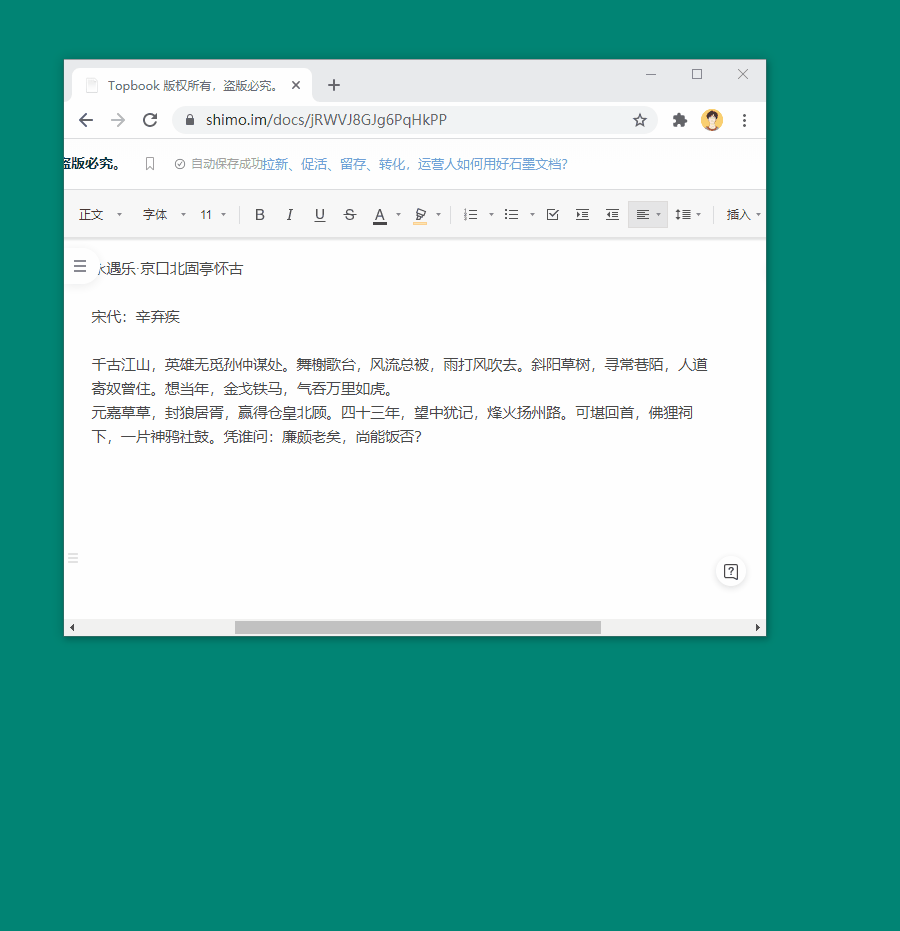 Topbook 版权所有，盗版必究。
shimo.im/docs/jRWVJ8GJg6PqHkPP
盗版必究。 自动保存成功拉新、促活、留存、转化，运营人如何用好石墨文档?
正文 字体 11 B I U S A 插入
永遇乐·京口北固亭怀古
宋代：辛弃疾
千古江山，英雄无觅孙仲谋处。舞榭歌台，风流总被，雨打风吹去。斜阳草树，寻常巷陌，人道
寄奴曾住。想当年，金戈铁马，气吞万里如虎。
元嘉草草，封狼居胥，赢得仓皇北顾。四十三年，望中犹记，烽火扬州路。可堪回首，佛狸祠
下，一片神鸦社鼓。凭谁问：廉颇老矣，尚能饭否？